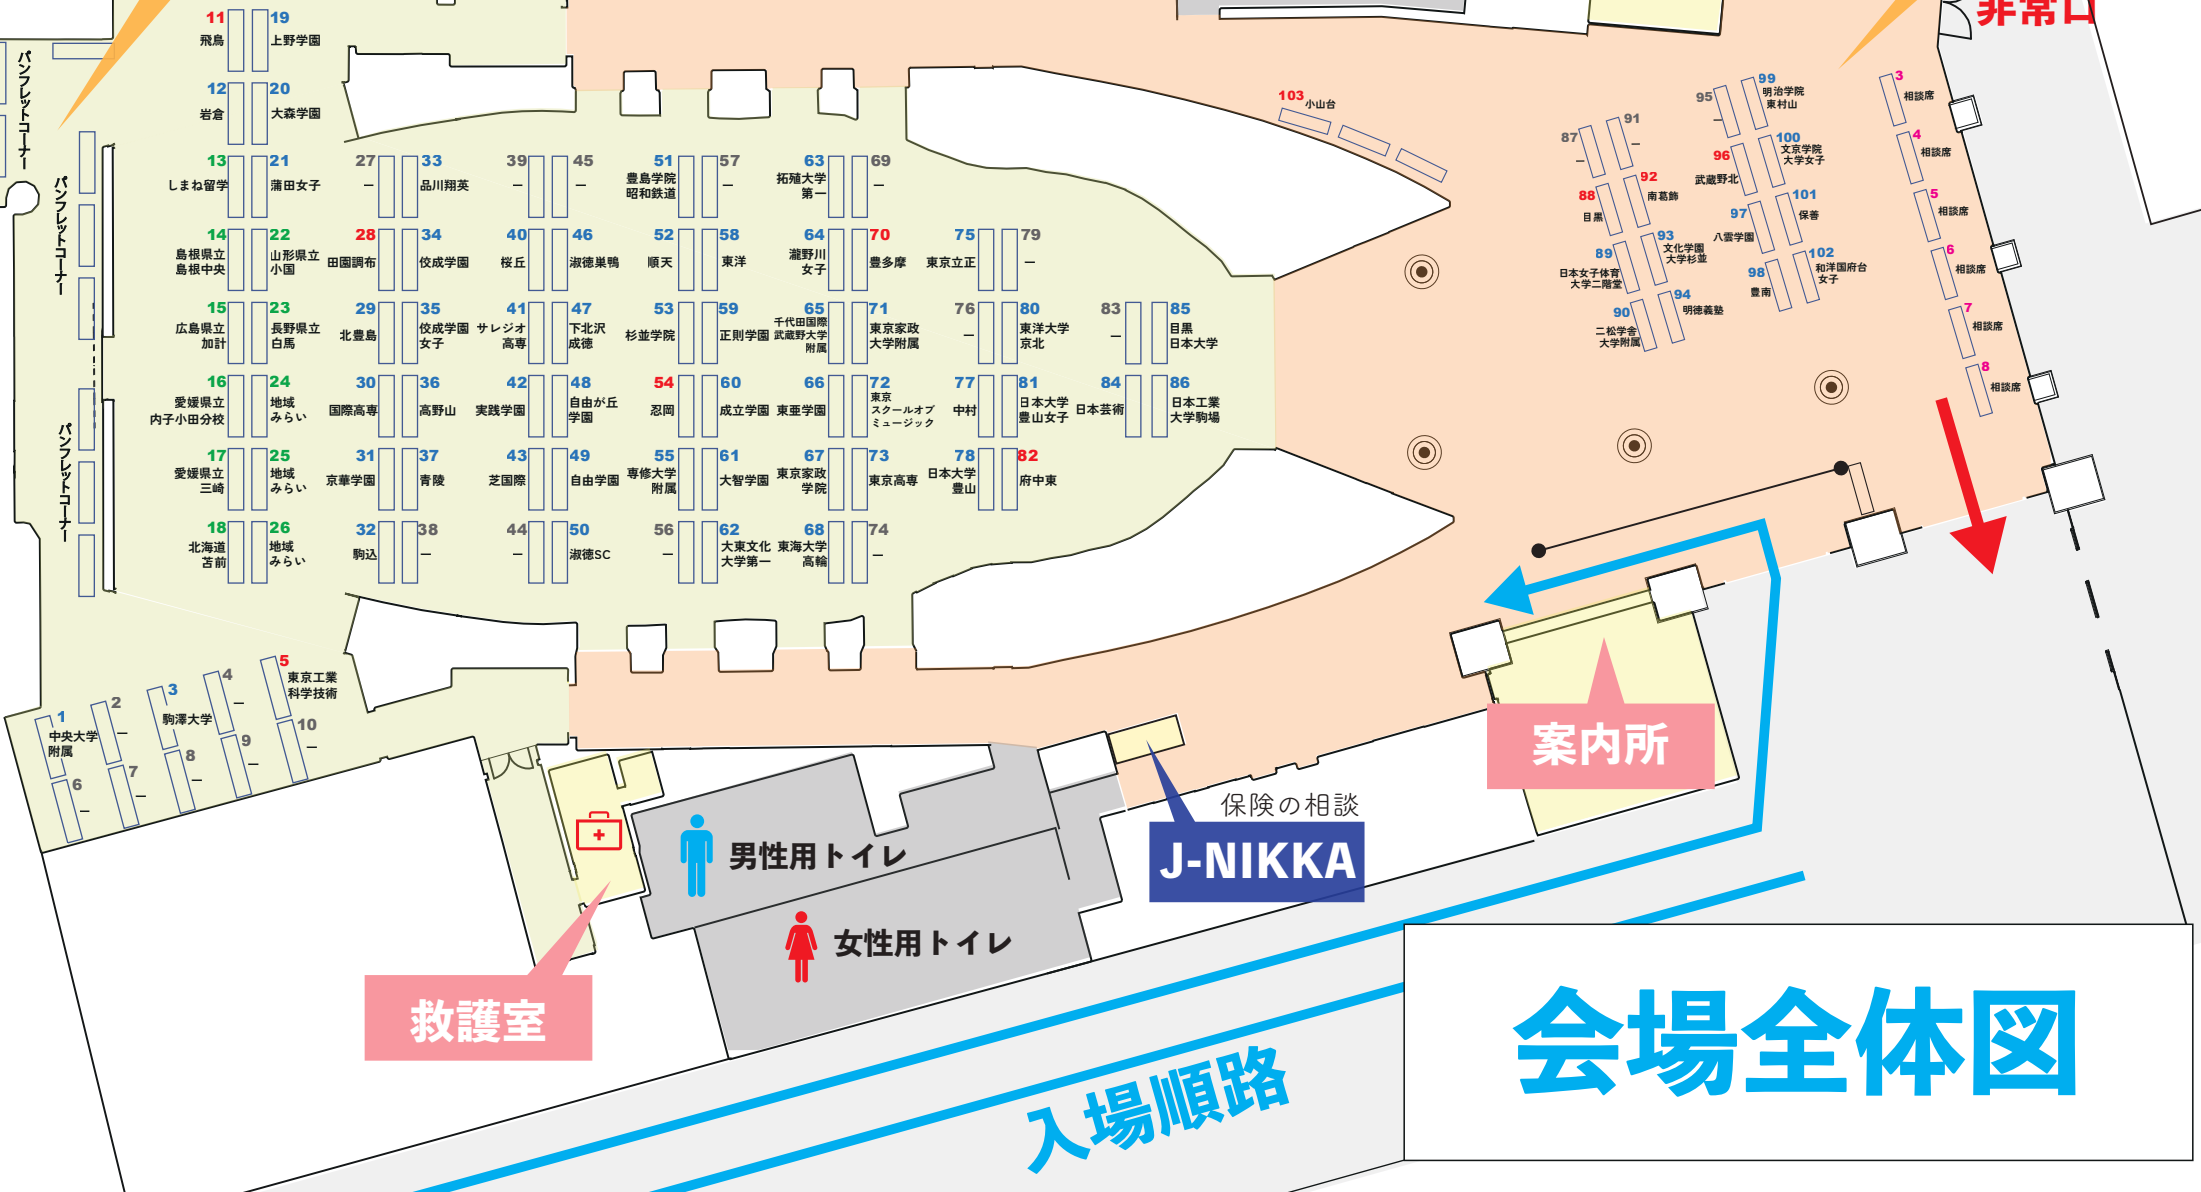 非常口
パンフレットコーナー
パンフレットコーナー
パンフレットコーナー
11
飛鳥
19
上野学園
12
岩倉
20
大森学園
13
しまね留学
21
蒲田女子
14
島根県立
島根中央
22
山形県立
小国
15
広島県立
加計
23
長野県立
白馬
16
愛媛県立
内子小田分校
24
地域
みらい
17
愛媛県立
三崎
25
地域
みらい
18
北海道
苫前
26
地域
みらい
27
ー
33
品川翔英
28
田園調布
34
佼成学園
29
北豊島
35
佼成学園
女子
30
国際高専
36
高野山
31
京華学園
37
青陵
32
駒込
38
ー
39
ー
45
ー
40
桜丘
46
淑徳巣鴨
41
サレジオ
高専
47
下北沢
成徳
42
実践学園
48
自由が丘
学園
43
芝国際
49
自由学園
44
ー
50
淑徳SC
51
豊島学院
昭和鉄道
57
ー
52
順天
58
東洋
53
杉並学院
59
正則学園
54
忍岡
60
成立学園
55
専修大学
附属
61
大智学園
56
ー
62
大東文化
大学第一
63
拓殖大学
第一
69
ー
64
瀧野川
女子
70
豊多摩
65
千代田国際
武蔵野大学
附属
71
東京家政
大学附属
66
東亜学園
72
東京
スクールオブ
ミュージック
67
東京家政
学院
73
東京高専
68
東海大学
高輪
74
ー
75
東京立正
79
ー
76
ー
80
東洋大学
京北
77
中村
81
日本大学
豊山女子
78
日本大学
豊山
82
府中東
83
ー
85
目黒
日本大学
84
日本芸術
86
日本工業
大学駒場
103
小山台
87
ー
91
ー
88
目黒
92
南葛飾
89
日本女子体育
大学二階堂
93
文化学園
大学杉並
90
二松学舎
大学附属
94
明徳義塾
95
ー
99
明治学院
東村山
96
武蔵野北
100
文京学院
大学女子
97
八雲学園
101
保善
98
豊南
102
和洋国府台
女子
3
相談席
4
相談席
5
相談席
6
相談席
7
相談席
8
相談席
1
中央大学
附属
2
ー
3
駒澤大学
4
ー
5
東京工業
科学技術
6
ー
7
ー
8
ー
9
ー
10
ー
案内所
保険の相談
J-NIKKA
男性用トイレ
女性用トイレ
救護室
入場順路
会場全体図